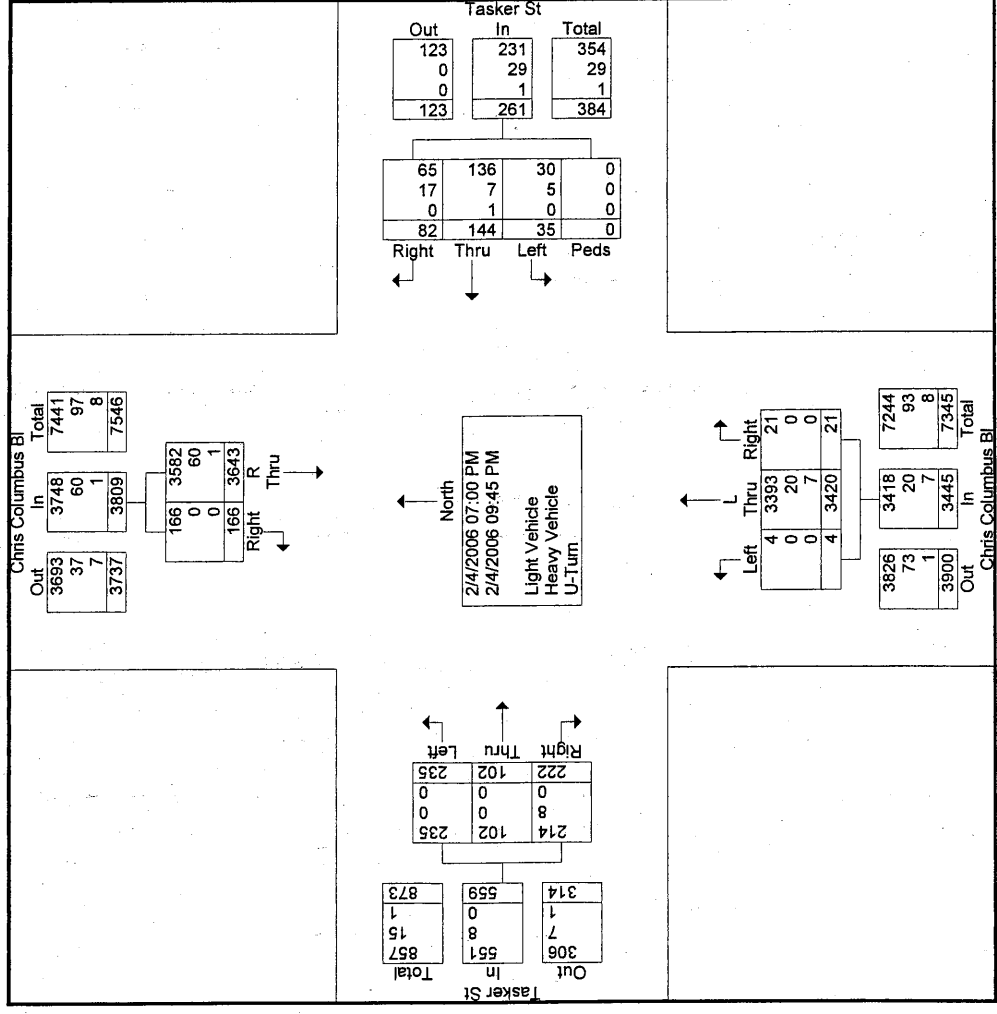 Tasker St
Out In Total
123 231 354
0 29 29
0 1 1
123 261 384
65 136 30 0
17 7 5 0
0 1 0 0
82 144 35 0
Right Thru Left Peds
Chris Columbus Bl
Out In Total
3693 3748 7441
37 60 97
7 1 8
3737 3809 7546
166 3582
0 60
0 1
166 3643
Right R
Thru
North
2/4/2006 07:00 PM
2/4/2006 09:45 PM
Light Vehicle
Heavy Vehicle
U-Turn
L
Left Thru Right
4 3393 21
0 20 0
0 7 0
4 3420 21
3826 3418 7244
73 20 93
1 7 8
3900 3445 7345
Out In Total
Chris Columbus Bl
Tasker St
Out In Total
306 551 857
7 8 15
1 0 1
314 559 873
214 102 235
8 0 0
0 0 0
222 102 235
Right Thru Left